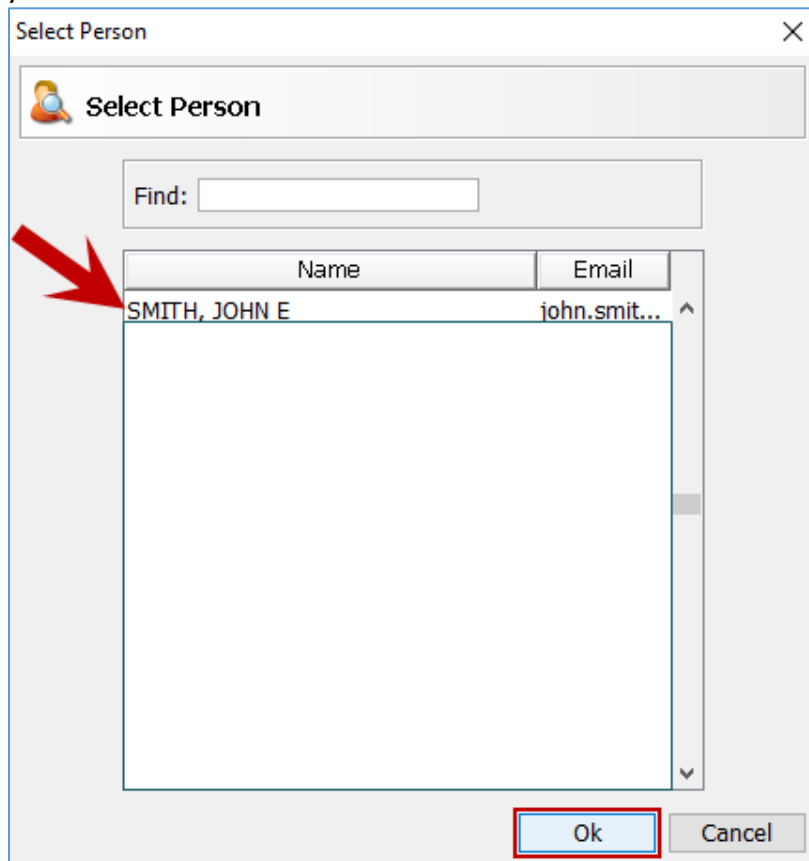 Select Person
Select Person
Find:
Name Email
SMITH, JOHN E john.smit...
Ok Cancel